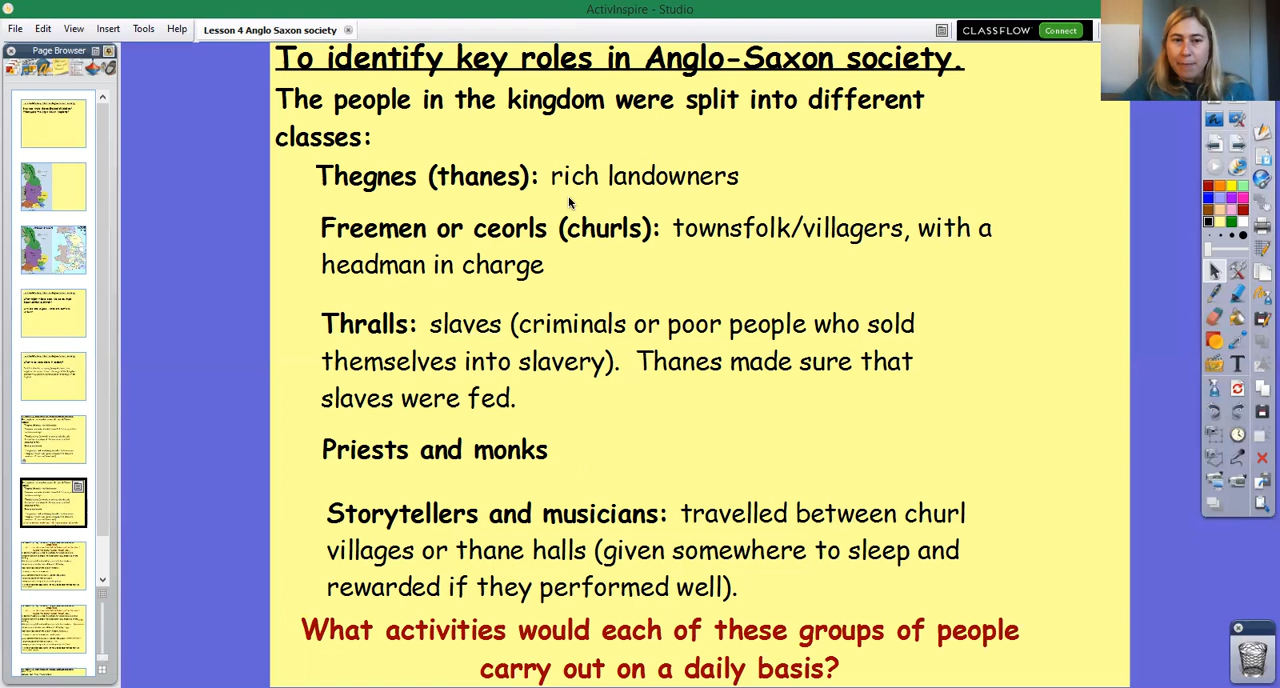 ActivInspire - Studio
File Edit View Insert Tools Help Lesson 4 Anglo Saxon society
CLASSFLOW Connect
Page Browser
To identify key roles in Anglo-Saxon society.
The people in the kingdom were split into different
classes:
Thegnes (thanes): rich landowners
Freemen or ceorls (churls): townsfolk/villagers, with a
headman in charge
Thralls: slaves (criminals or poor people who sold
themselves into slavery). Thanes made sure that
slaves were fed.
Priests and monks
Storytellers and musicians: travelled between churl
villages or thane halls (given somewhere to sleep and
rewarded if they performed well).
What activities would each of these groups of people
carry out on a daily basis?